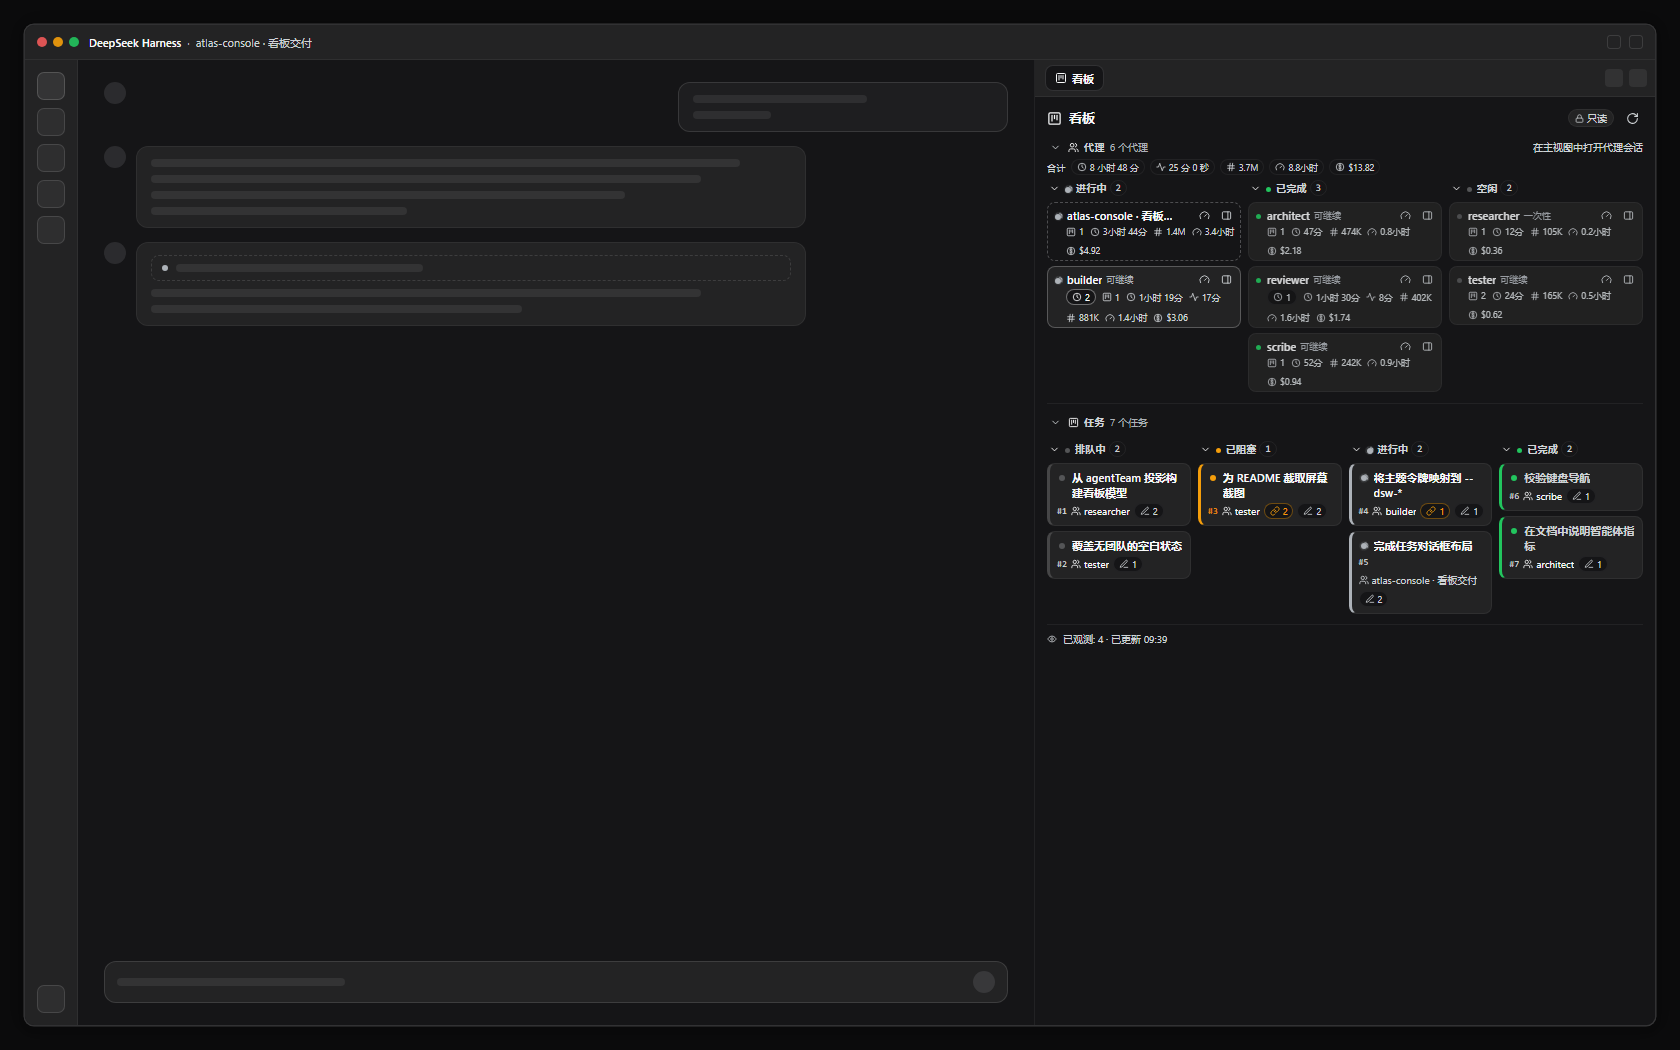 DeepSeek Harness · atlas-console · 看板交付
看板
看板
只读
代理 6 个代理
在主视图中打开代理会话
合计 8 小时 48 分 25 分 0 秒 3.7M 8.8小时 $13.82
进行中 2
atlas-console · 看板...
1 3小时 44分 1.4M 3.4小时
$4.92
builder 可继续
2 1 1小时 19分 17分
881K 1.4小时 $3.06
已完成 3
architect 可继续
1 47分 474K 0.8小时
$2.18
reviewer 可继续
1 1小时 30分 8分 402K
1.6小时 $1.74
scribe 可继续
1 52分 242K 0.9小时
$0.94
空闲 2
researcher 一次性
1 12分 105K 0.2小时
$0.36
tester 可继续
2 24分 165K 0.5小时
$0.62
任务 7 个任务
排队中 2
从 agentTeam 投影构
建看板模型
#1 researcher 2
覆盖无团队的空白状态
#2 tester 1
已阻塞 1
为 README 截取屏幕
截图
#3 tester 2 2
进行中 2
将主题令牌映射到 --
dsw-*
#4 builder 1 1
完成任务对话框布局
#5
atlas-console · 看板交付
2
已完成 2
校验键盘导航
#6 scribe 1
在文档中说明智能体指
标
#7 architect 1
已观测: 4 · 已更新 09:39